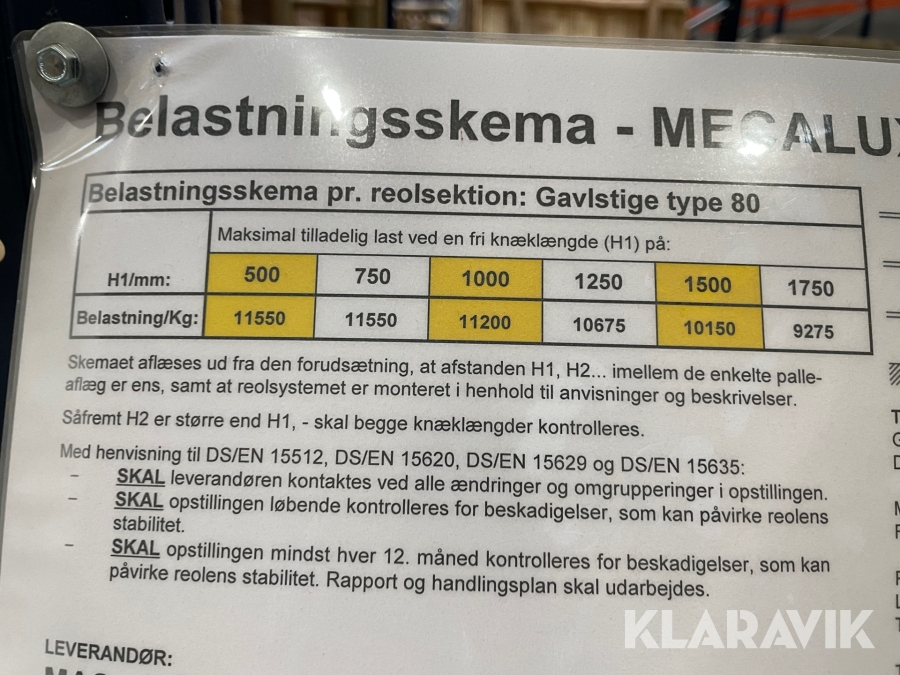 Belastningsskema - MECALUX
Belastningsskema pr. reolsektion: Gavlstige type 80
Maksimal tilladelig last ved en fri knæklængde (H1) på:
H1/mm: 500 750 1000 1250 1500 1750
Belastning/Kg: 11550 11550 11200 10675 10150 9275
Skemaet aflæses ud fra den forudsætning, at afstanden H1, H2... imellem de enkelte palle-
aflæg er ens, samt at reolsystemet er monteret i henhold til anvisninger og beskrivelser.
Såfremt H2 er større end H1, - skal begge knæklængder kontrolleres.
Med henvisning til DS/EN 15512, DS/EN 15620, DS/EN 15629 og DS/EN 15635:
- SKAL leverandøren kontaktes ved alle ændringer og omgrupperinger i opstillingen.
- SKAL opstillingen løbende kontrolleres for beskadigelser, som kan påvirke reolens
stabilitet.
- SKAL opstillingen mindst hver 12. måned kontrolleres for beskadigelser, som kan
påvirke reolens stabilitet. Rapport og handlingsplan skal udarbejdes.
LEVERANDØR:
KLARAVIK